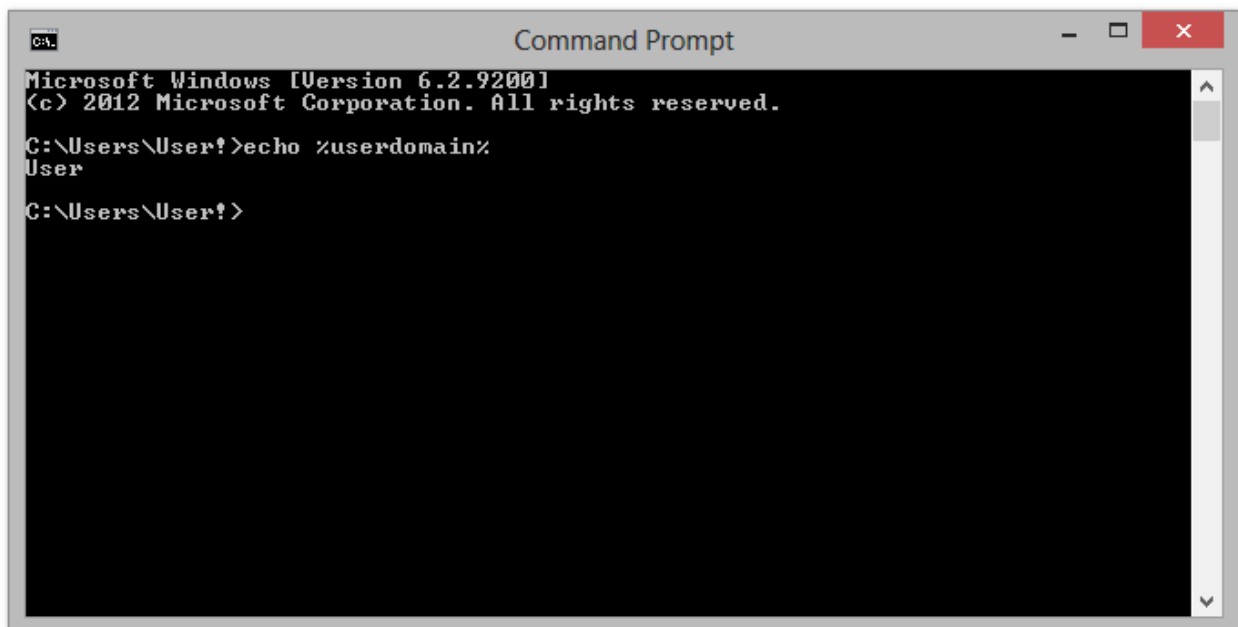 Command Prompt
Microsoft Windows [Version 6.2.9200]
(c) 2012 Microsoft Corporation. All rights reserved.
C:\Users\User!>echo %userdomain%
User
C:\Users\User!>